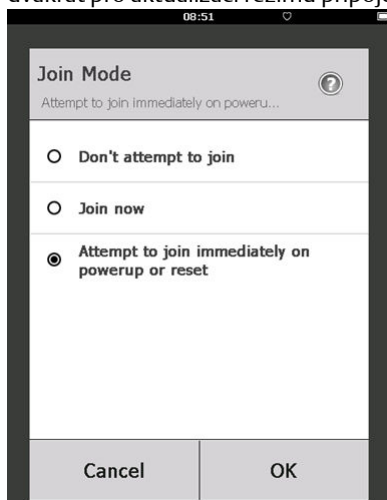 08:51
Join Mode
Attempt to join immediately on poweru...
Don't attempt to join
Join now
Attempt to join immediately on
powerup or reset
Cancel
OK